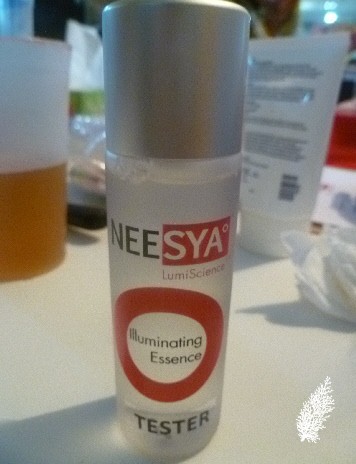 NEESYA°
LumiScience
Illuminating
Essence
TESTER